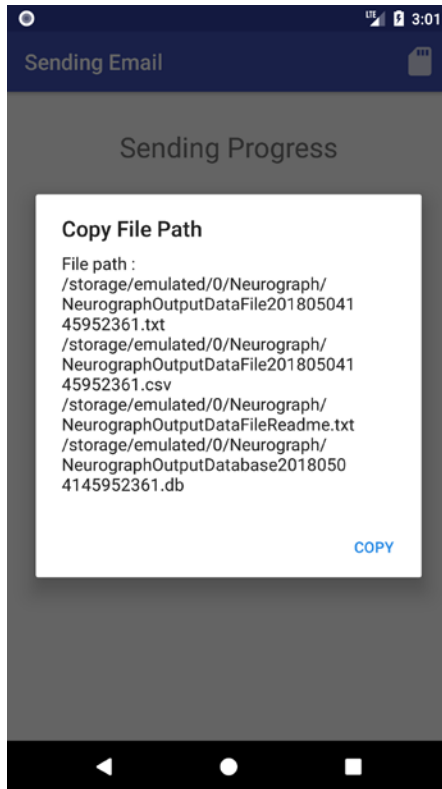 LTE 3:01
Sending Email
Sending Progress
Copy File Path
File path :
/storage/emulated/0/Neurograph/
NeurographOutputDataFile201805041
45952361.txt
/storage/emulated/0/Neurograph/
NeurographOutputDataFile201805041
45952361.csv
/storage/emulated/0/Neurograph/
NeurographOutputDataFileReadme.txt
/storage/emulated/0/Neurograph/
NeurographOutputDatabase2018050
4145952361.db
COPY